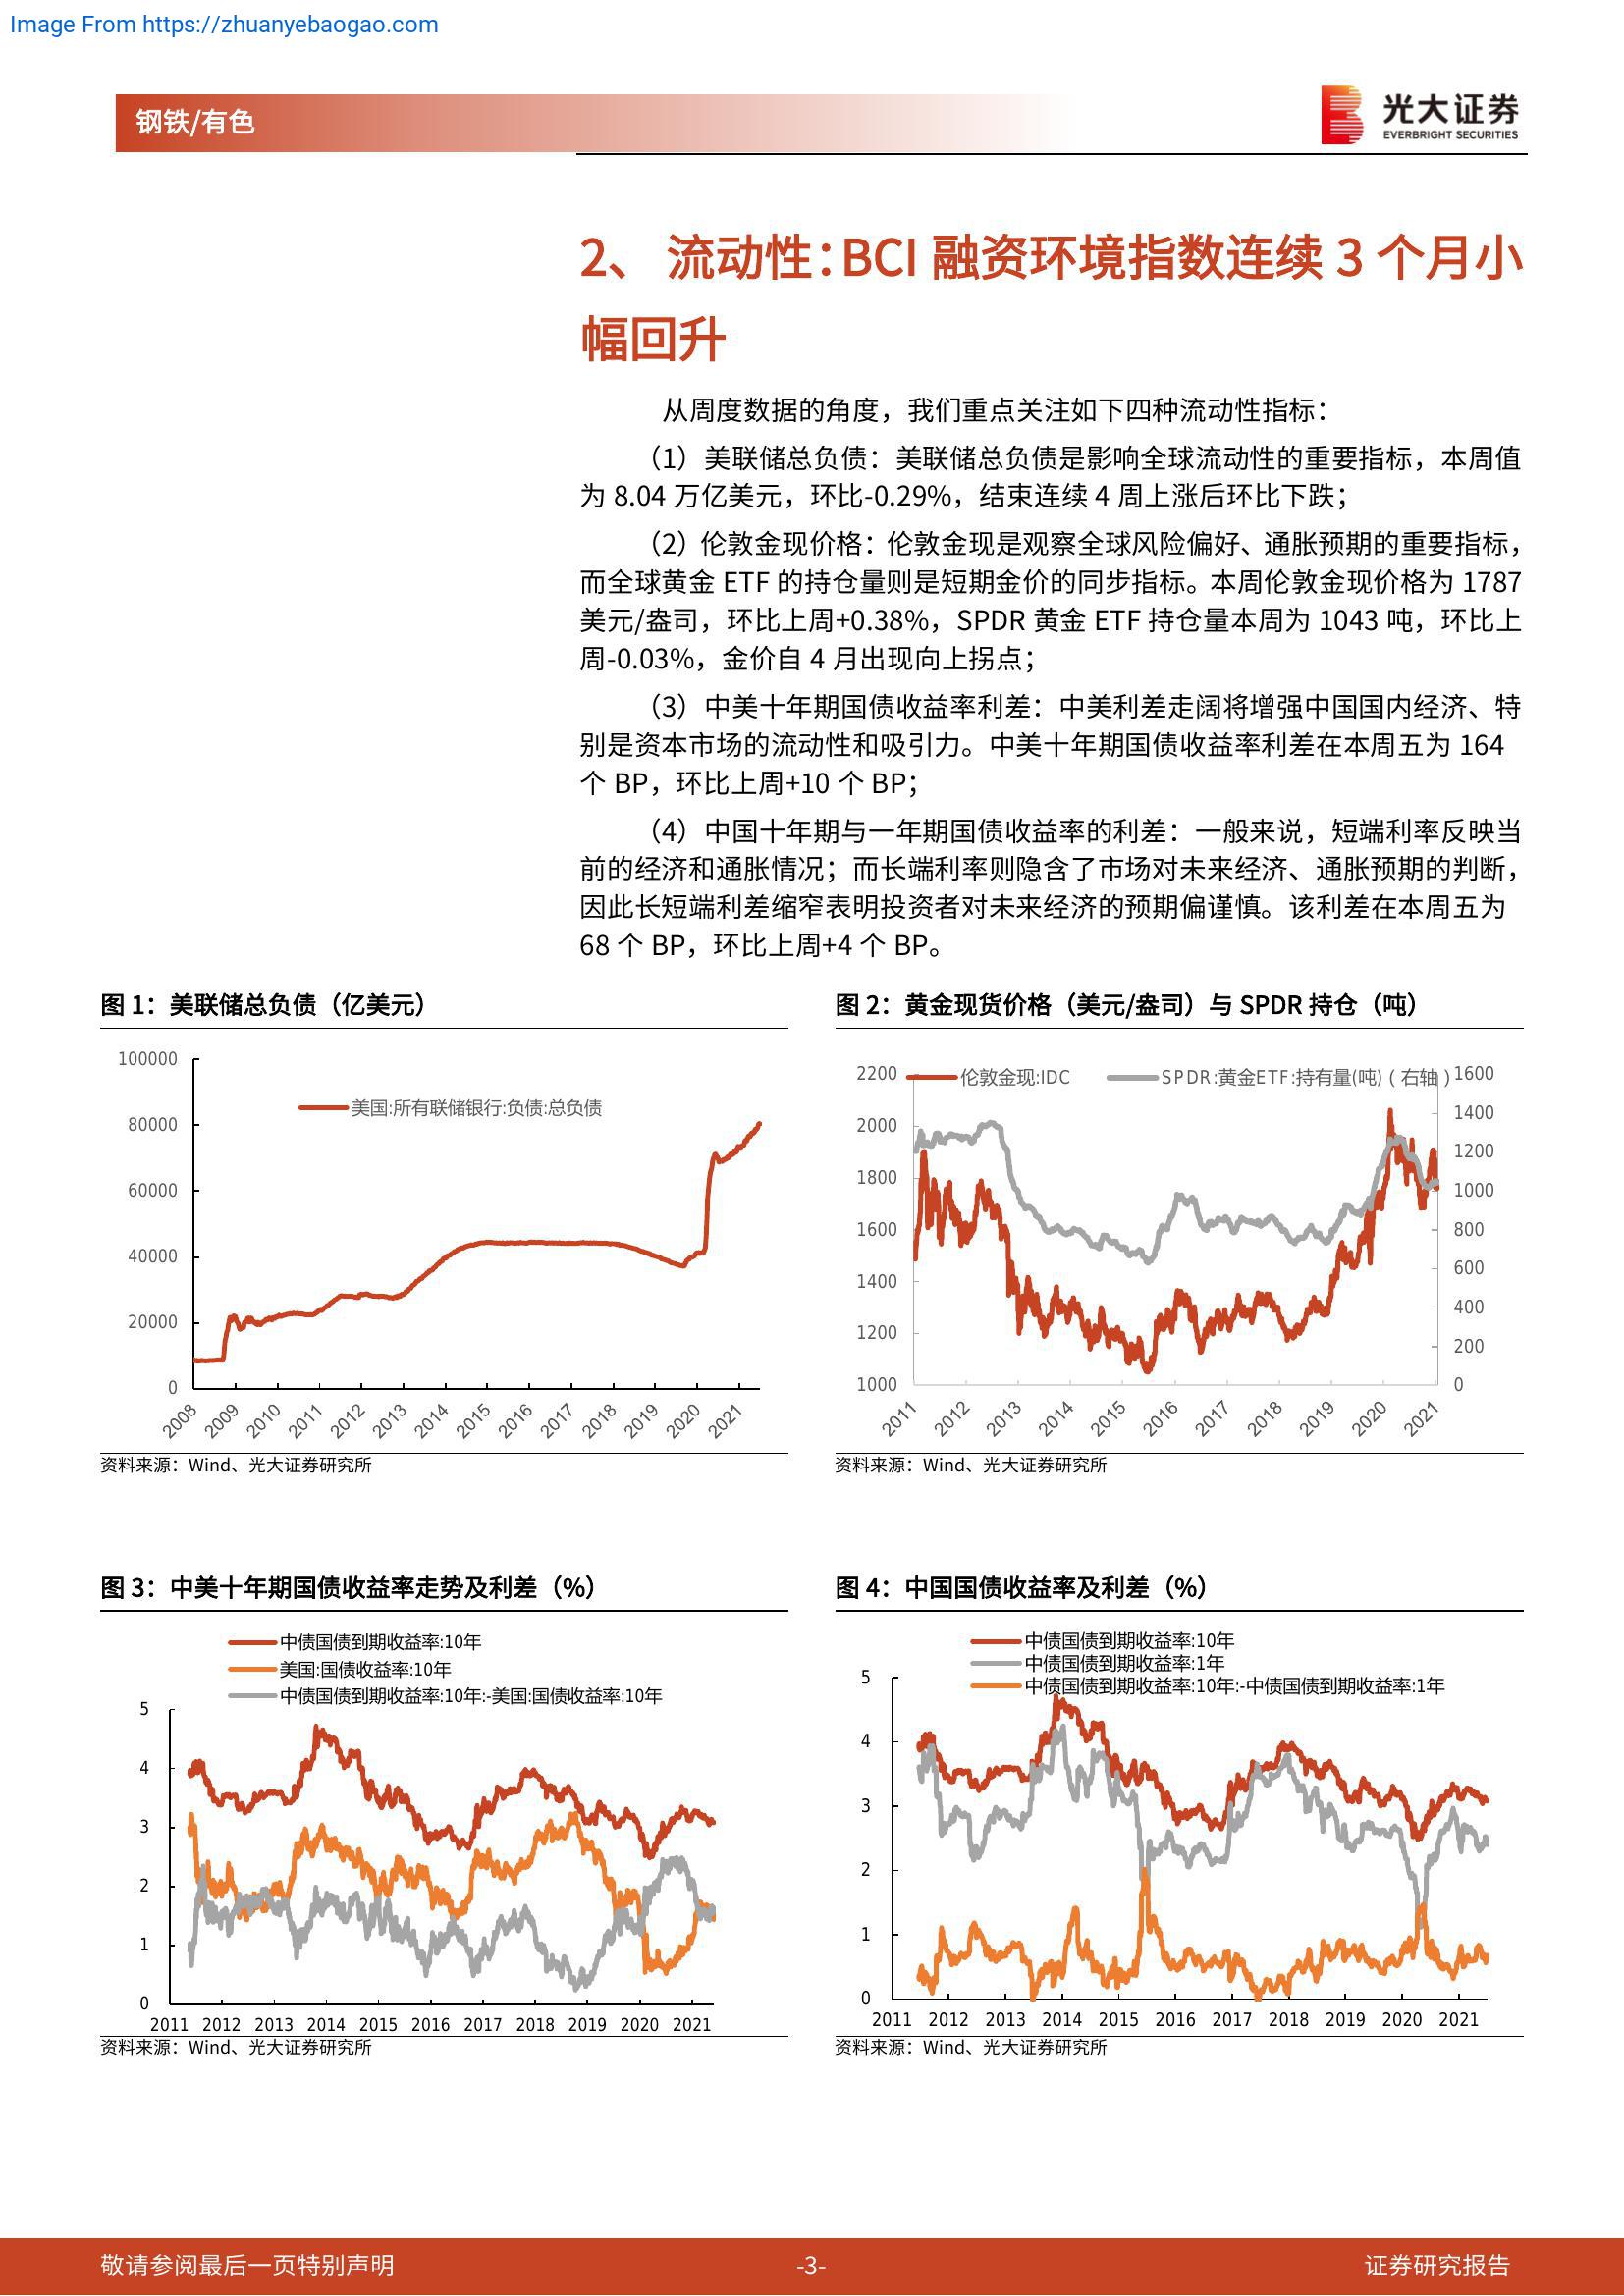 Image From https://zhuanyebaogao.com
钢铁/有色
光大证券
EVERBRIGHT SECURITIES
2、 流动性：BCI 融资环境指数连续 3 个月小
幅回升
从周度数据的角度，我们重点关注如下四种流动性指标：
（1）美联储总负债：美联储总负债是影响全球流动性的重要指标，本周值
为 8.04 万亿美元，环比-0.29%，结束连续 4 周上涨后环比下跌；
（2）伦敦金现价格：伦敦金现是观察全球风险偏好、通胀预期的重要指标，
而全球黄金 ETF 的持仓量则是短期金价的同步指标。本周伦敦金现价格为 1787
美元/盎司，环比上周+0.38%，SPDR 黄金 ETF 持仓量本周为 1043 吨，环比上
周-0.03%，金价自 4 月出现向上拐点；
（3）中美十年期国债收益率利差：中美利差走阔将增强中国国内经济、特
别是资本市场的流动性和吸引力。中美十年期国债收益率利差在本周五为 164
个 BP，环比上周+10 个 BP；
（4）中国十年期与一年期国债收益率的利差：一般来说，短端利率反映当
前的经济和通胀情况；而长端利率则隐含了市场对未来经济、通胀预期的判断，
因此长短端利差缩窄表明投资者对未来经济的预期偏谨慎。该利差在本周五为
68 个 BP，环比上周+4 个 BP。
图 1：美联储总负债（亿美元）
100000
80000
60000
40000
20000
0
美国:所有联储银行:负债:总负债
2008 2009 2010 2011 2012 2013 2014 2015 2016 2017 2018 2019 2020 2021
资料来源：Wind、光大证券研究所
图 2：黄金现货价格（美元/盎司）与 SPDR 持仓（吨）
伦敦金现:IDC SPDR:黄金ETF:持有量(吨)(右轴)
2200
2000
1800
1600
1400
1200
1000
1600
1400
1200
1000
800
600
400
200
0
2011 2012 2013 2014 2015 2016 2017 2018 2019 2020 2021
资料来源：Wind、光大证券研究所
图 3：中美十年期国债收益率走势及利差（%）
中债国债到期收益率:10年
美国:国债收益率:10年
中债国债到期收益率:10年:-美国:国债收益率:10年
5
4
3
2
1
0
2011 2012 2013 2014 2015 2016 2017 2018 2019 2020 2021
资料来源：Wind、光大证券研究所
图 4：中国国债收益率及利差（%）
中债国债到期收益率:10年
中债国债到期收益率:1年
中债国债到期收益率:10年:-中债国债到期收益率:1年
5
4
3
2
1
0
2011 2012 2013 2014 2015 2016 2017 2018 2019 2020 2021
资料来源：Wind、光大证券研究所
敬请参阅最后一页特别声明
-3-
证券研究报告